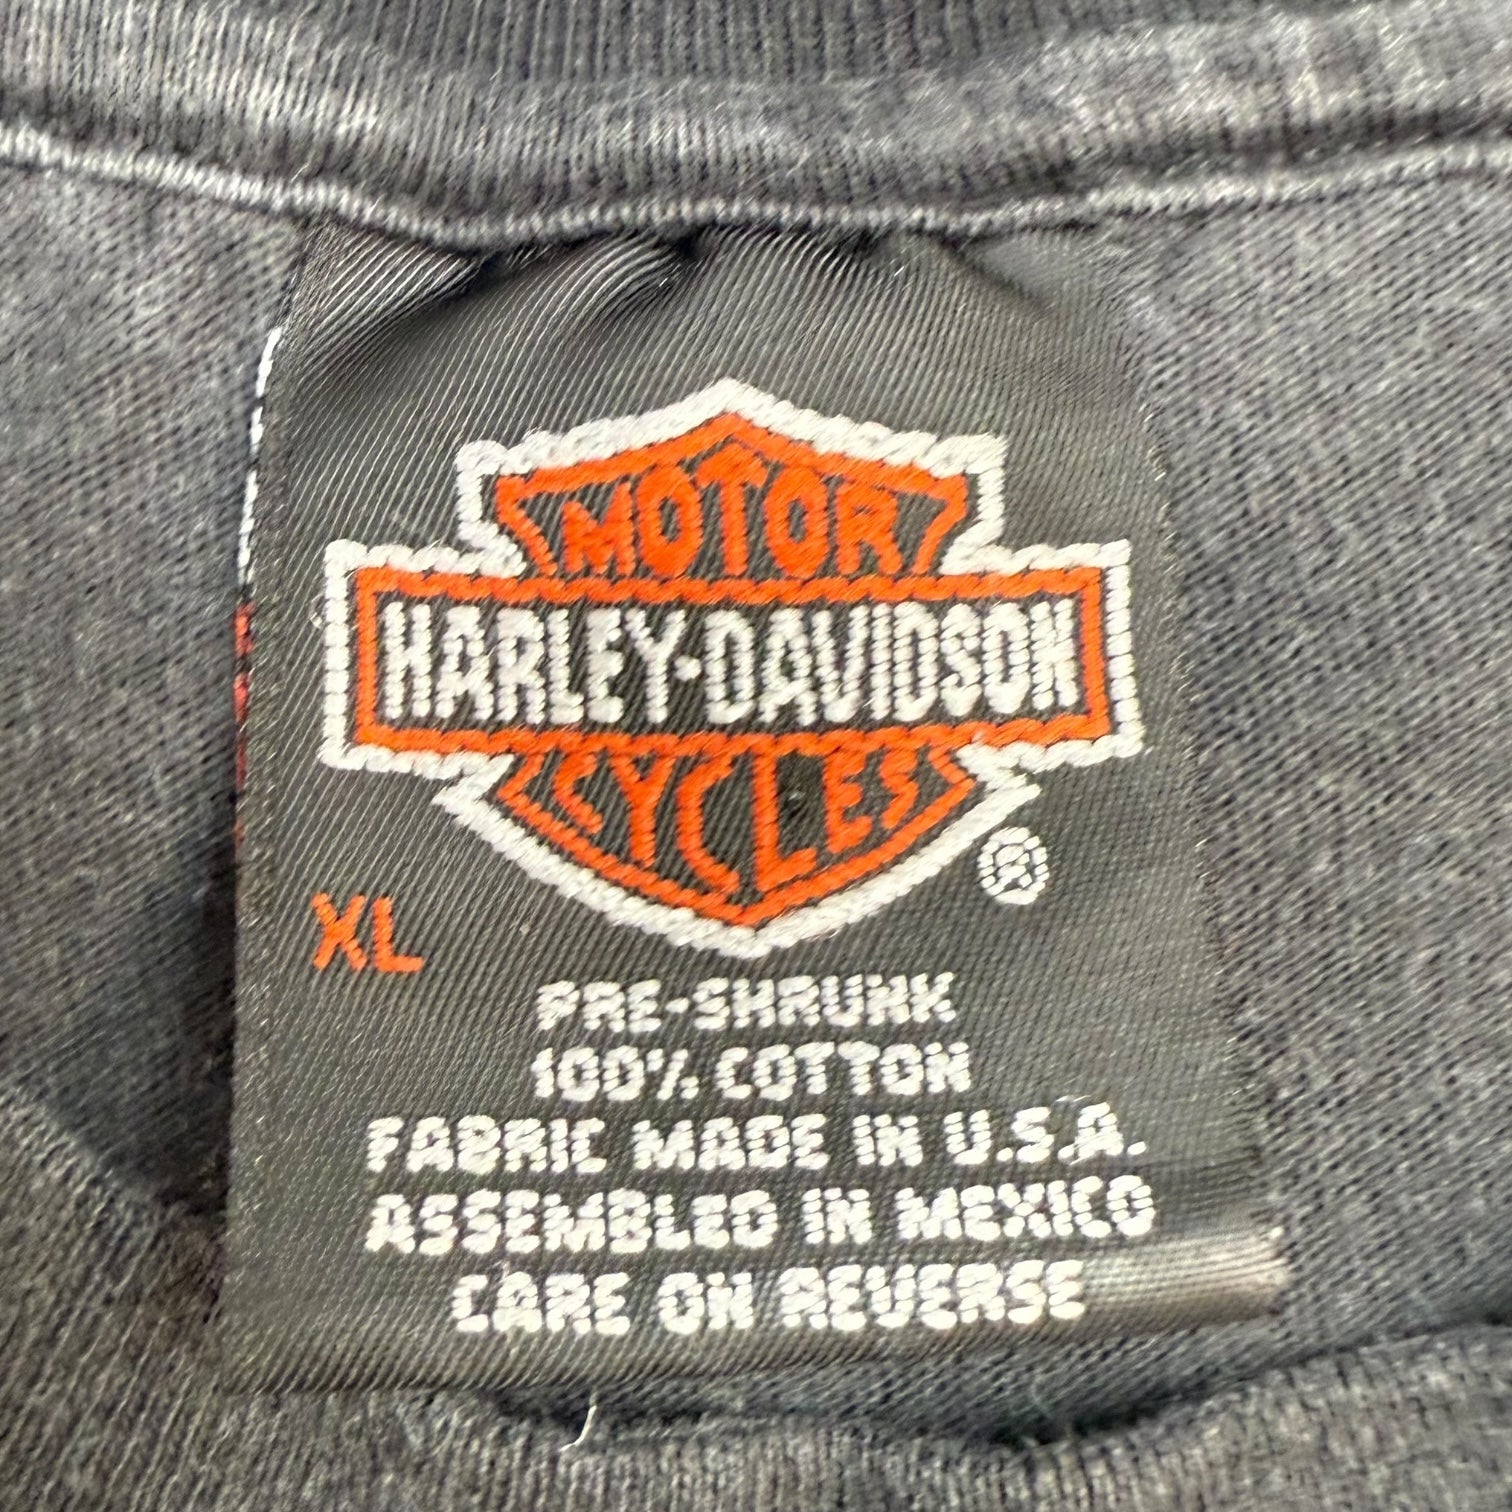 MOTOR
HARLEY-DAVIDSON
CYCLES
®
XL
PRE-SHRUNK
100% COTTON
FABRIC MADE IN U.S.A.
ASSEMBLED IN MEXICO
CARE ON REVERSE